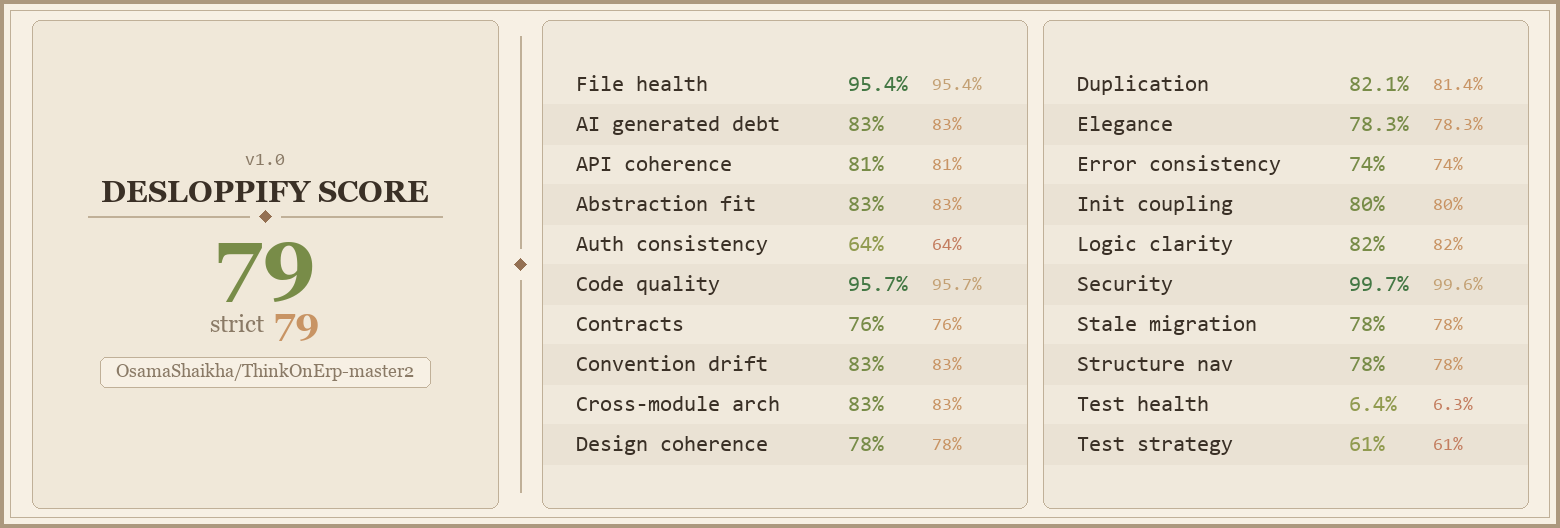 v1.0
DESLOPPIFY SCORE
79
strict 79
OsamaShaikha/ThinkOnErp-master2
File health 95.4% 95.4%
AI generated debt 83% 83%
API coherence 81% 81%
Abstraction fit 83% 83%
Auth consistency 64% 64%
Code quality 95.7% 95.7%
Contracts 76% 76%
Convention drift 83% 83%
Cross-module arch 83% 83%
Design coherence 78% 78%
Duplication 82.1% 81.4%
Elegance 78.3% 78.3%
Error consistency 74% 74%
Init coupling 80% 80%
Logic clarity 82% 82%
Security 99.7% 99.6%
Stale migration 78% 78%
Structure nav 78% 78%
Test health 6.4% 6.3%
Test strategy 61% 61%